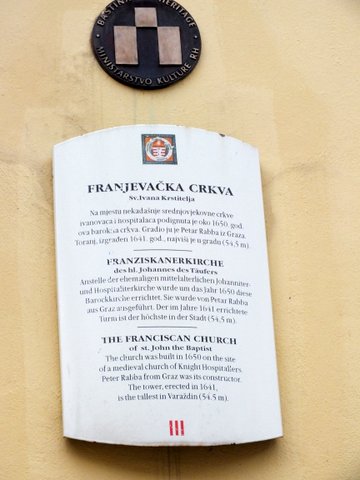 BAŠTINA HERITAGE
MINISTARSTVO KULTURE RH
FRANJEVAČKA CRKVA
Sv.Ivana Krstitelja
Na mjestu nekadašnje srednjovjekovne crkve
ivanovaca i hospitalaca podignuta je oko 1650. god.
ova barokna crkva. Gradio ju je Petar Rabba iz Graza.
Toranj, izgrađen 1641. god., najviši je u gradu (54,5 m).
FRANZISKANERKIRCHE
des hl. Johannes des Täufers
Anstelle der ehemaligen mittelalterlichen Johanniter-
und Hospitaliterkirche wurde um das Jahr 1650 diese
Barockkirche errichtet. Sie wurde von Petar Rabba
aus Graz ausgeführt. Der im Jahre 1641 errichtete
Turm ist der höchste in der Stadt (54,5 m).
THE FRANCISCAN CHURCH
of st. John the Baptist
The church was built in 1650 on the site
of a medieval church of Knight Hospitallers.
Peter Rabba from Graz was its constructor.
The tower, erected in 1641,
is the tallest in Varaždin (54,5 m).